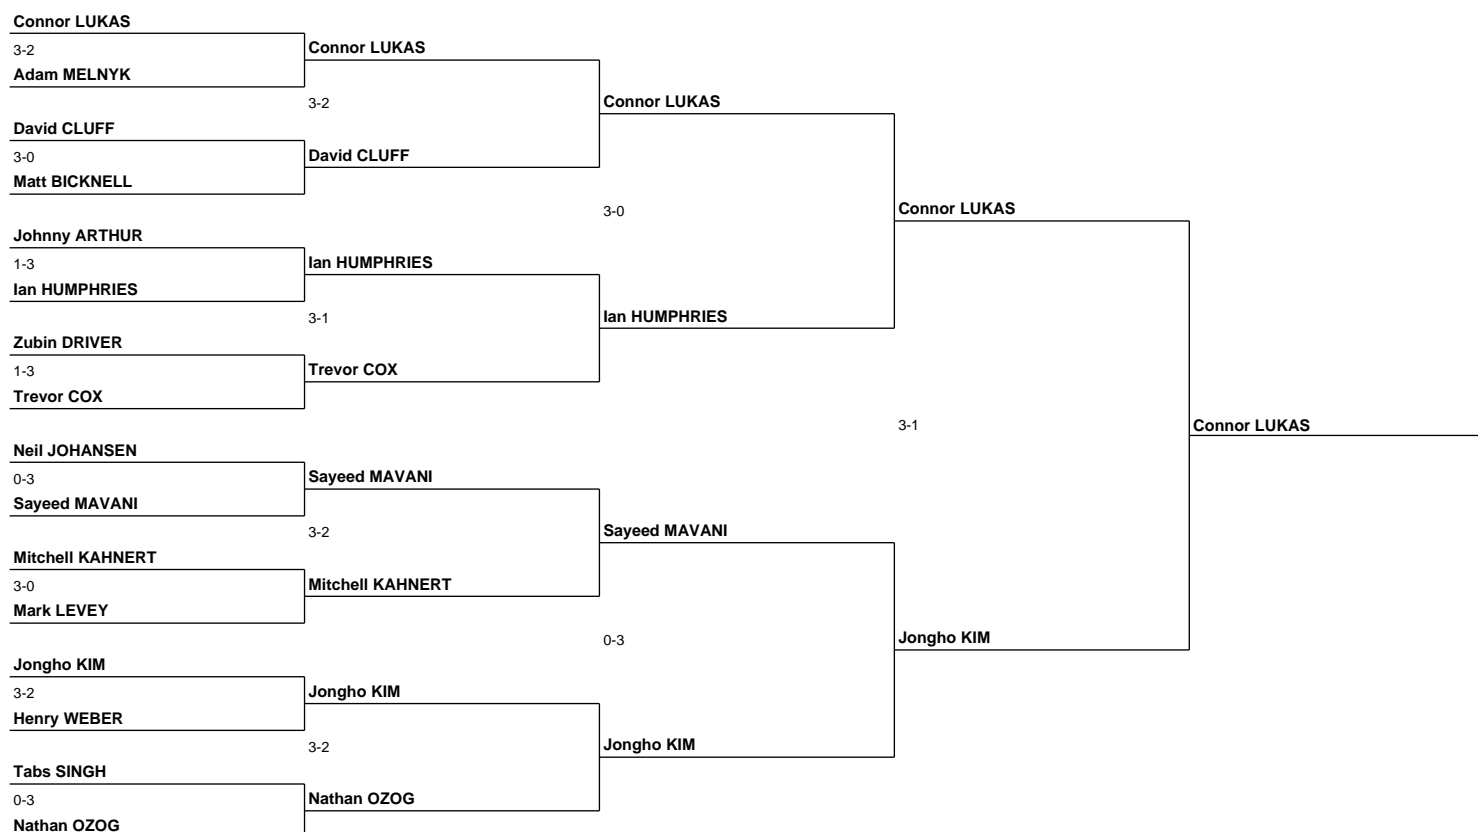 Connor LUKAS
3-2
Connor LUKAS
Adam MELNYK
3-2
Connor LUKAS
David CLUFF
3-0
David CLUFF
Matt BICKNELL
3-0
Connor LUKAS
Johnny ARTHUR
1-3
Ian HUMPHRIES
Ian HUMPHRIES
3-1
Ian HUMPHRIES
Zubin DRIVER
1-3
Trevor COX
Trevor COX
3-1
Connor LUKAS
Neil JOHANSEN
0-3
Sayeed MAVANI
Sayeed MAVANI
3-2
Sayeed MAVANI
Mitchell KAHNERT
3-0
Mitchell KAHNERT
Mark LEVEY
0-3
Jongho KIM
Jongho KIM
3-2
Jongho KIM
Henry WEBER
3-2
Jongho KIM
Tabs SINGH
0-3
Nathan OZOG
Nathan OZOG